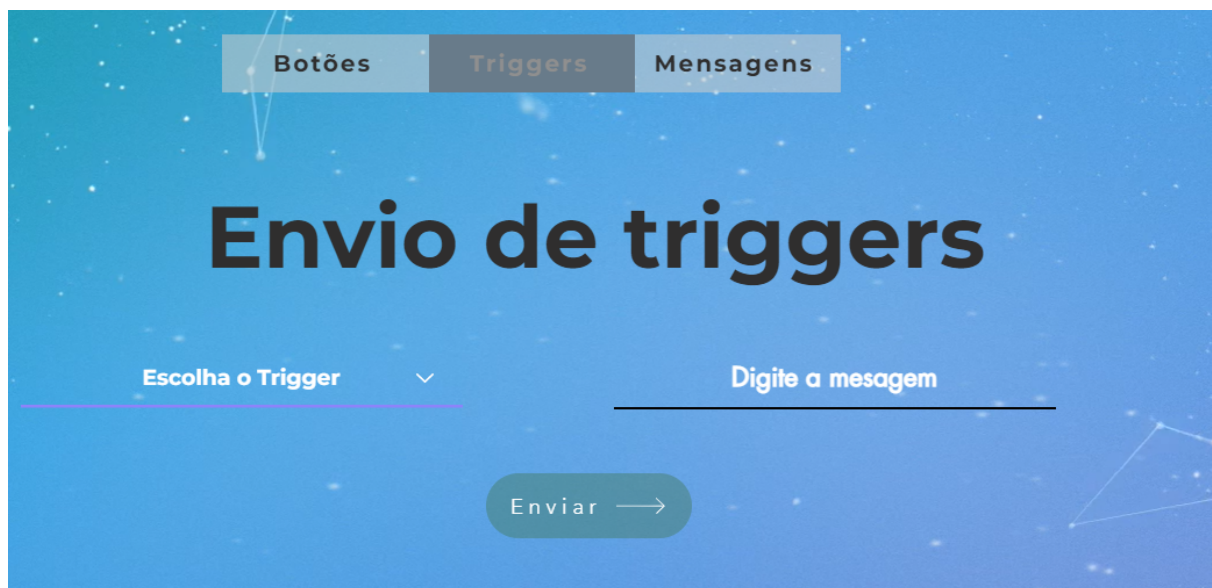 Botões Triggers Mensagens
Envio de triggers
Escolha o Trigger Digite a mesagem
Enviar